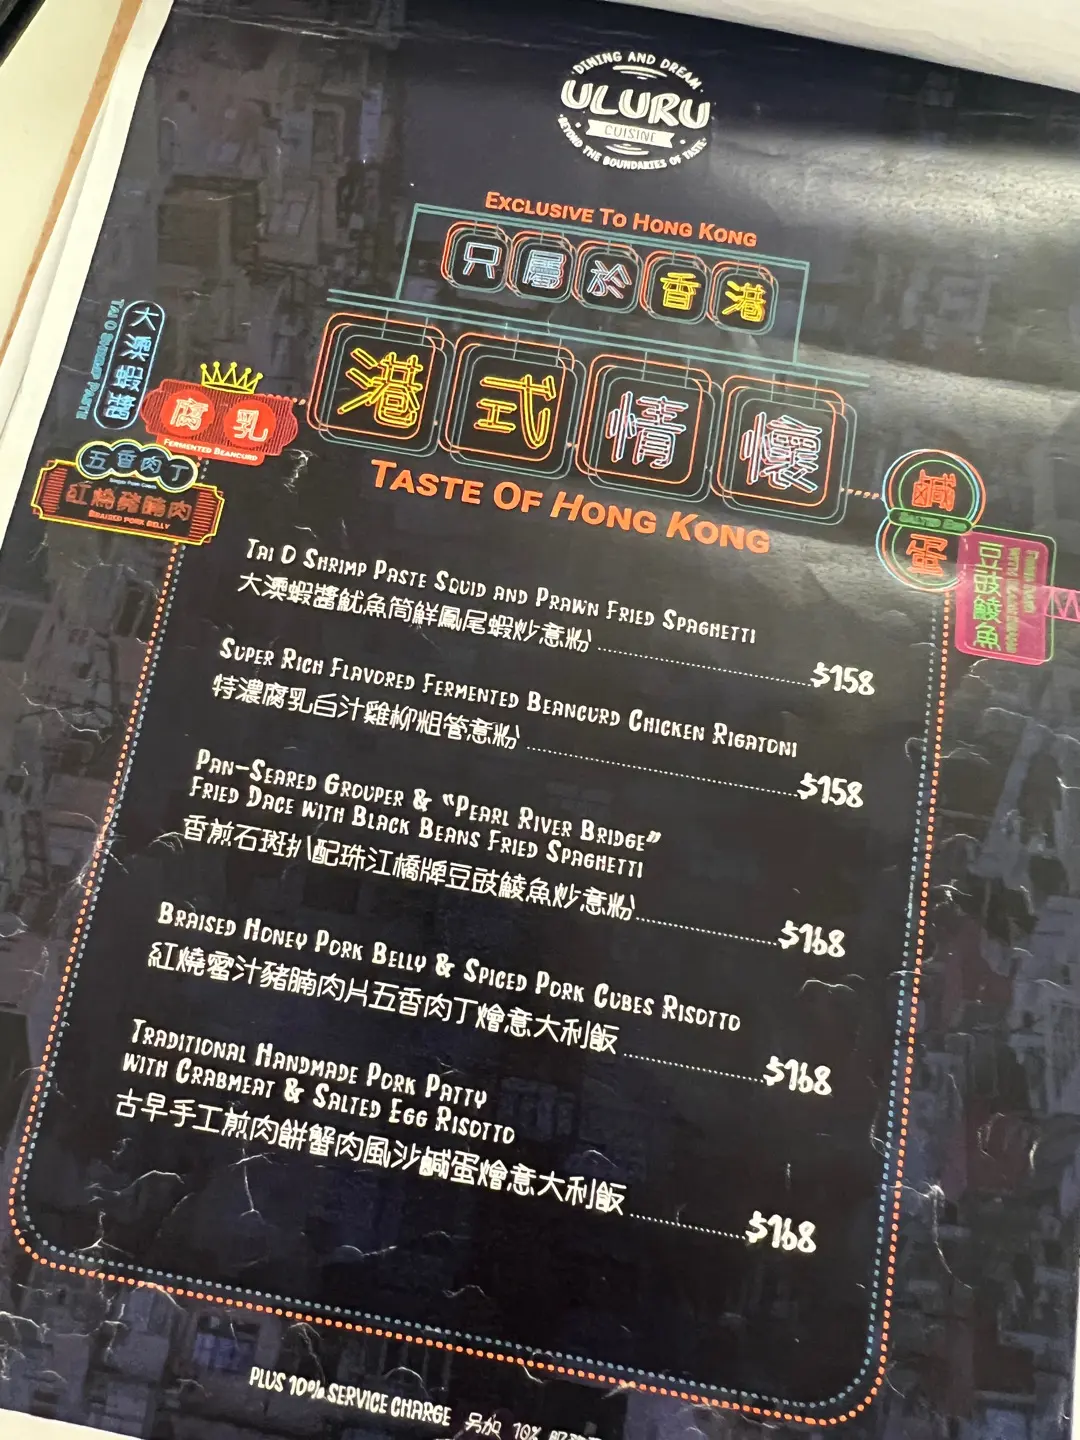 DINING AND DREAM
ULURU
CUISINE
BEYOND THE BOUNDARIES OF TASTE
EXCLUSIVE TO HONG KONG
只屬於香港
港式情懷
TASTE OF HONG KONG
大澳蝦醬
TAI O SHRIMP PASTE
腐乳
FERMENTED BEANCURD
五香肉丁
紅燒豬腩肉
BRAISED PORK BELLY
鹹蛋
SALTED EGG
豆豉鯪魚
TAI O SHRIMP PASTE SQUID AND PRAWN FRIED SPAGHETTI
大澳蝦醬魷魚筒鮮鳳尾蝦炒意粉 $158
SUPER RICH FLAVORED FERMENTED BEANCURD CHICKEN RIGATONI
特濃腐乳白汁雞柳粗管意粉 $158
PAN-SEARED GROUPER & "PEARL RIVER BRIDGE"
FRIED DACE WITH BLACK BEANS FRIED SPAGHETTI
香煎石斑扒配珠江橋牌豆豉鯪魚炒意粉 $168
BRAISED HONEY PORK BELLY & SPICED PORK CUBES RISOTTO
紅燒蜜汁豬腩肉片五香肉丁燴意大利飯 $168
TRADITIONAL HANDMADE PORK PATTY
WITH CRABMEAT & SALTED EGG RISOTTO
古早手工煎肉餅蟹肉風沙鹹蛋燴意大利飯 $168
PLUS 10% SERVICE CHARGE 另加 10%